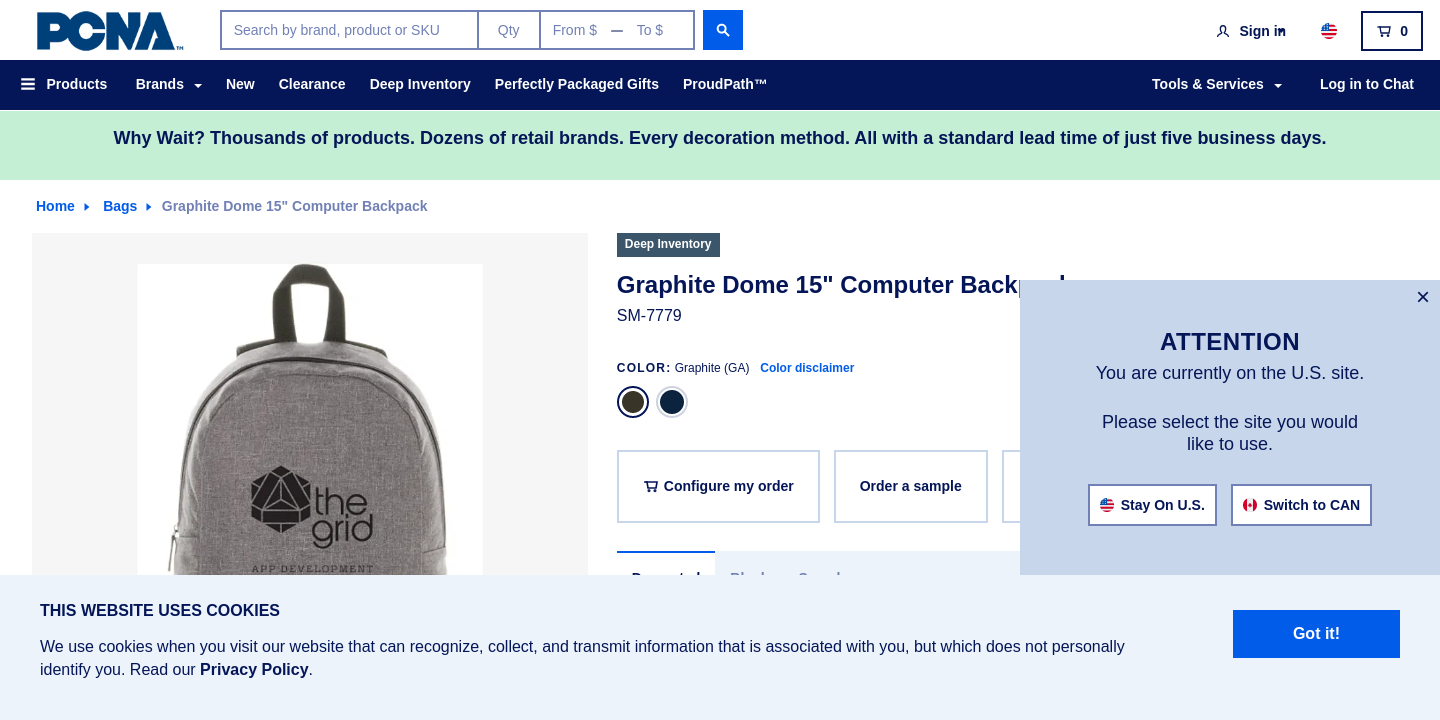 PCNA™
Search by brand, product or SKU
Qty
From $ — To $
Sign in
0
Products
Brands
New
Clearance
Deep Inventory
Perfectly Packaged Gifts
ProudPath™
Tools & Services
Log in to Chat
Why Wait? Thousands of products. Dozens of retail brands. Every decoration method. All with a standard lead time of just five business days.
Home
Bags
Graphite Dome 15" Computer Backpack
Deep Inventory
Graphite Dome 15" Computer Backpack
SM-7779
COLOR: Graphite (GA) Color disclaimer
Configure my order
Order a sample
the
grid
APP DEVELOPMENT
×
ATTENTION
You are currently on the U.S. site.
Please select the site you would
like to use.
Stay On U.S.
Switch to CAN
THIS WEBSITE USES COOKIES
We use cookies when you visit our website that can recognize, collect, and transmit information that is associated with you, but which does not personally
identify you. Read our Privacy Policy.
Got it!